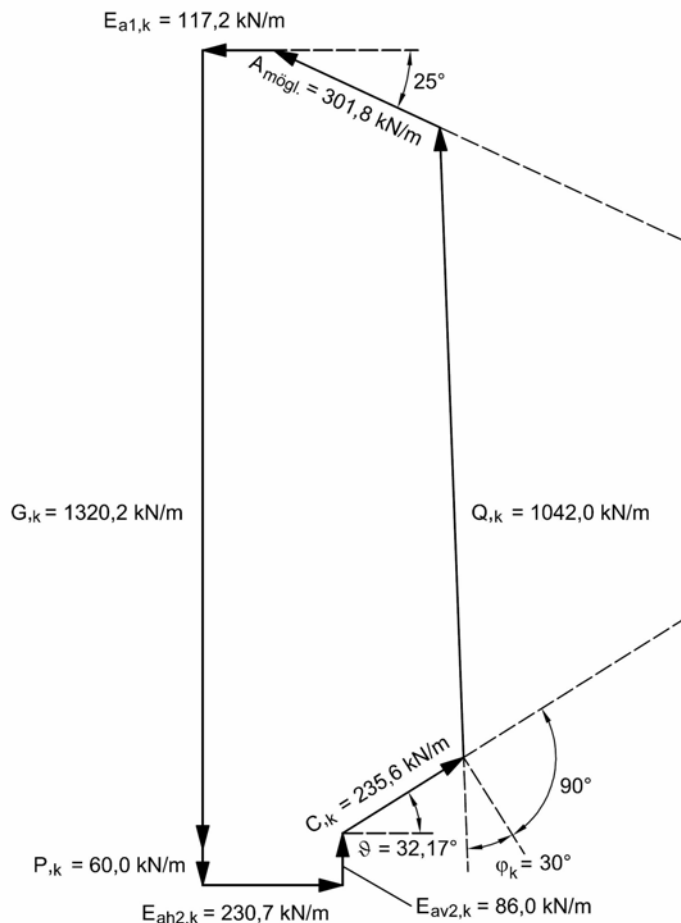 E_a1,k = 117,2 kN/m
A_mögl. = 301,8 kN/m
25°
G,k = 1320,2 kN/m
Q,k = 1042,0 kN/m
C,k = 235,6 kN/m
90°
ϑ = 32,17°
φ_k = 30°
P,k = 60,0 kN/m
E_av2,k = 86,0 kN/m
E_ah2,k = 230,7 kN/m